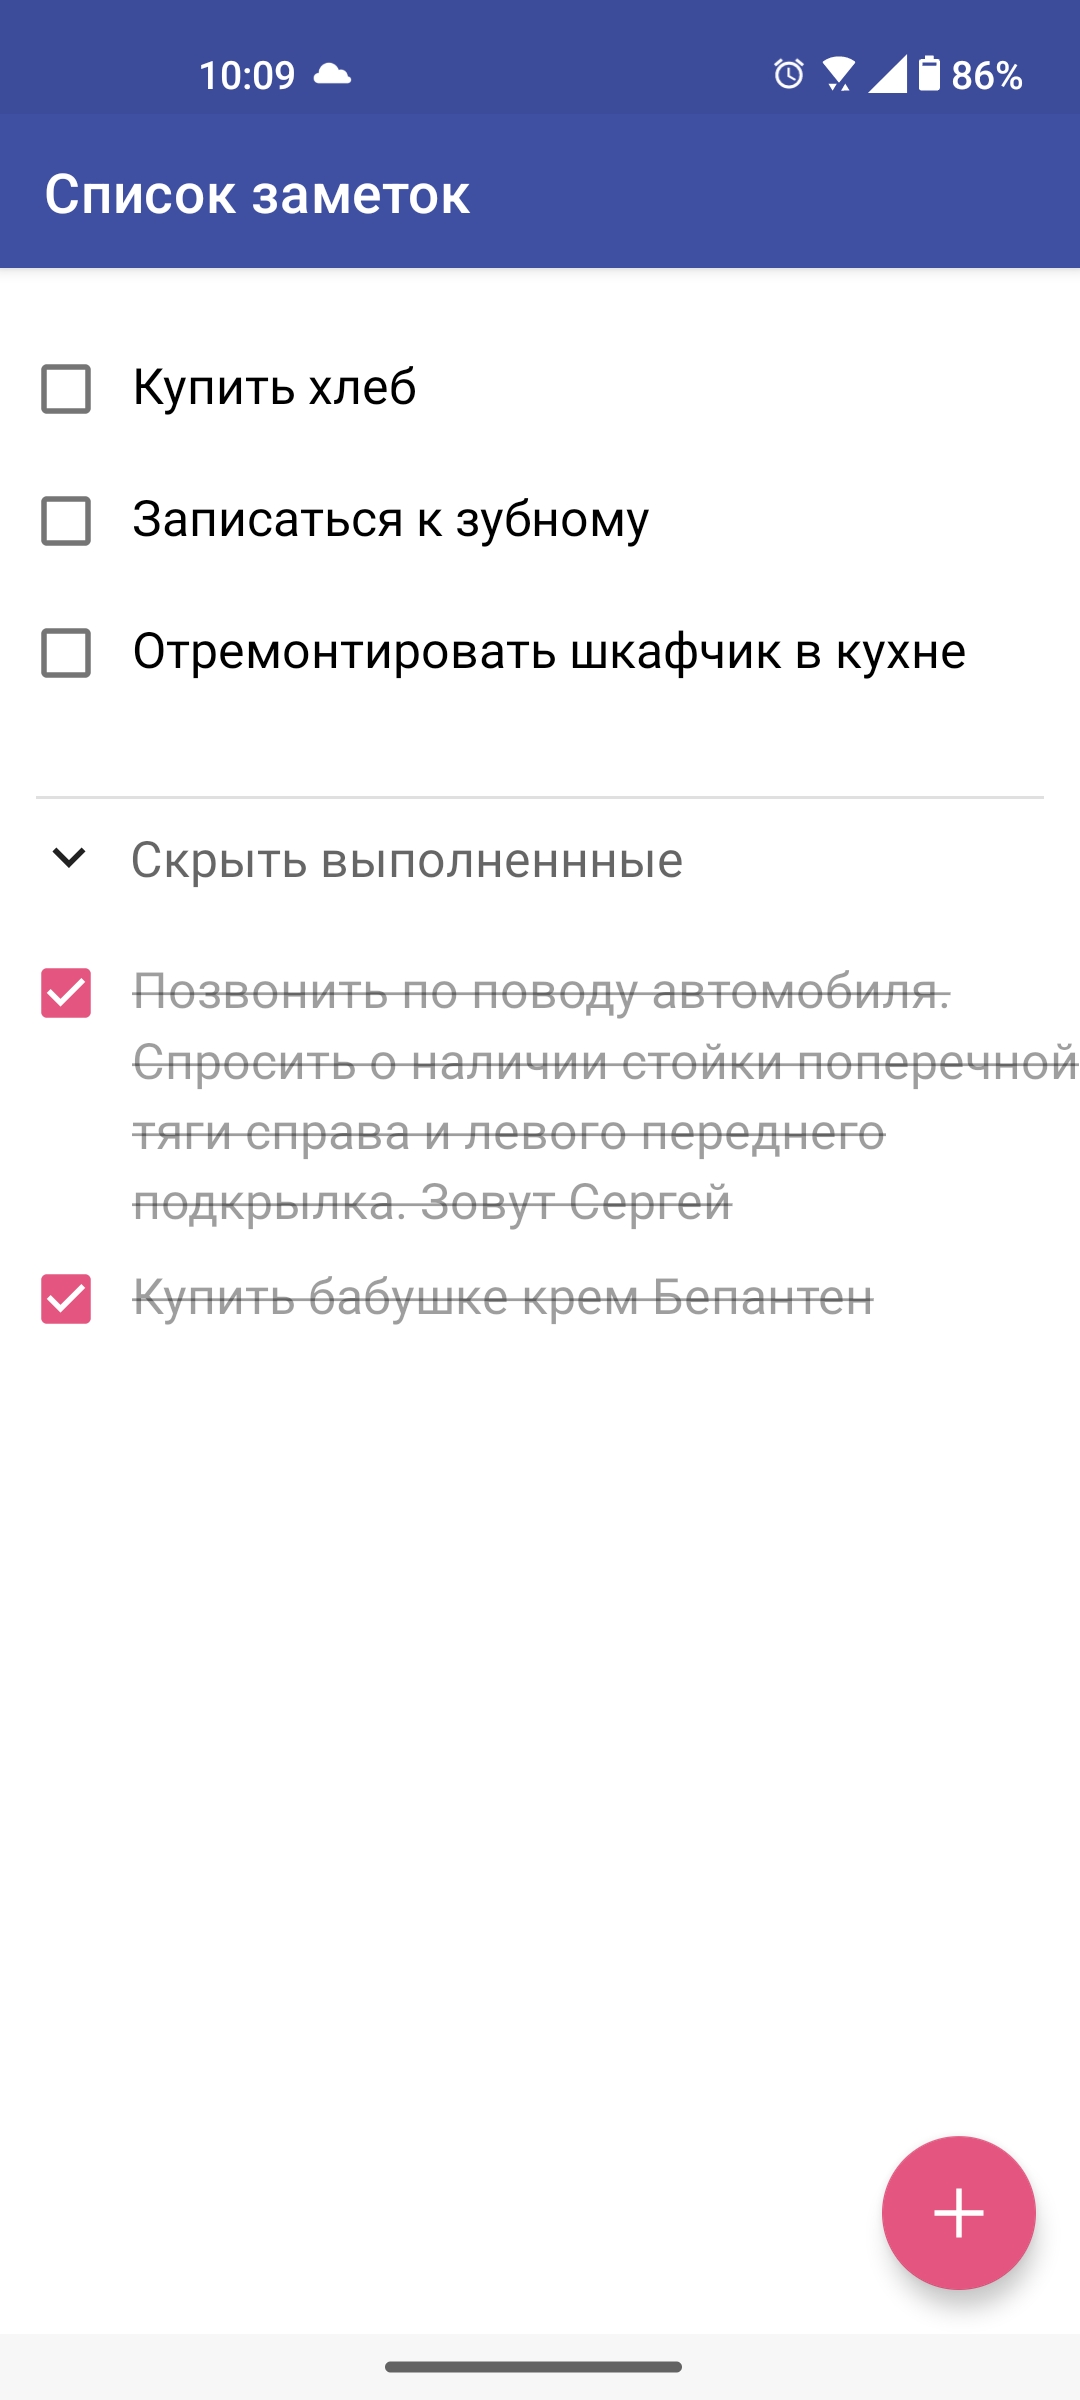 10:09 86%
Список заметок
Купить хлеб
Записаться к зубному
Отремонтировать шкафчик в кухне
Скрыть выполненнные
Позвонить по поводу автомобиля.
Спросить о наличии стойки поперечной
тяги справа и левого переднего
подкрылка. Зовут Сергей
Купить бабушке крем Бепантен